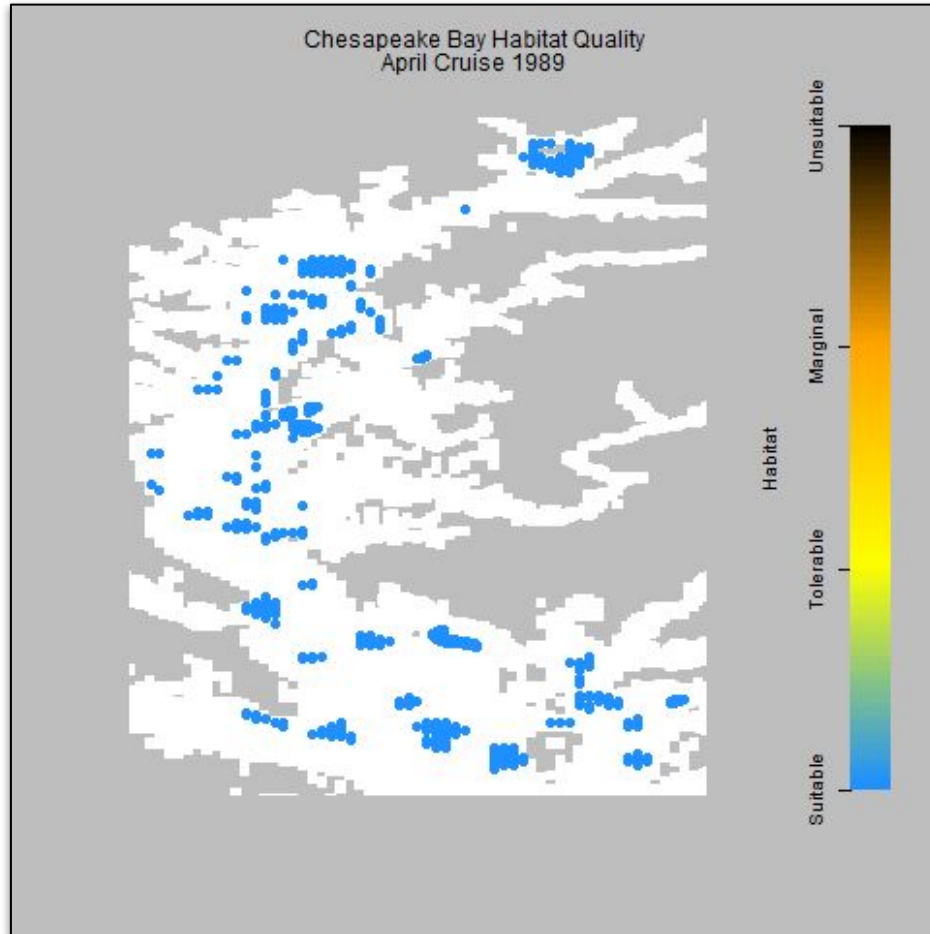 Chesapeake Bay Habitat Quality
April Cruise 1989
Unsuitable
Marginal
Habitat
Tolerable
Suitable